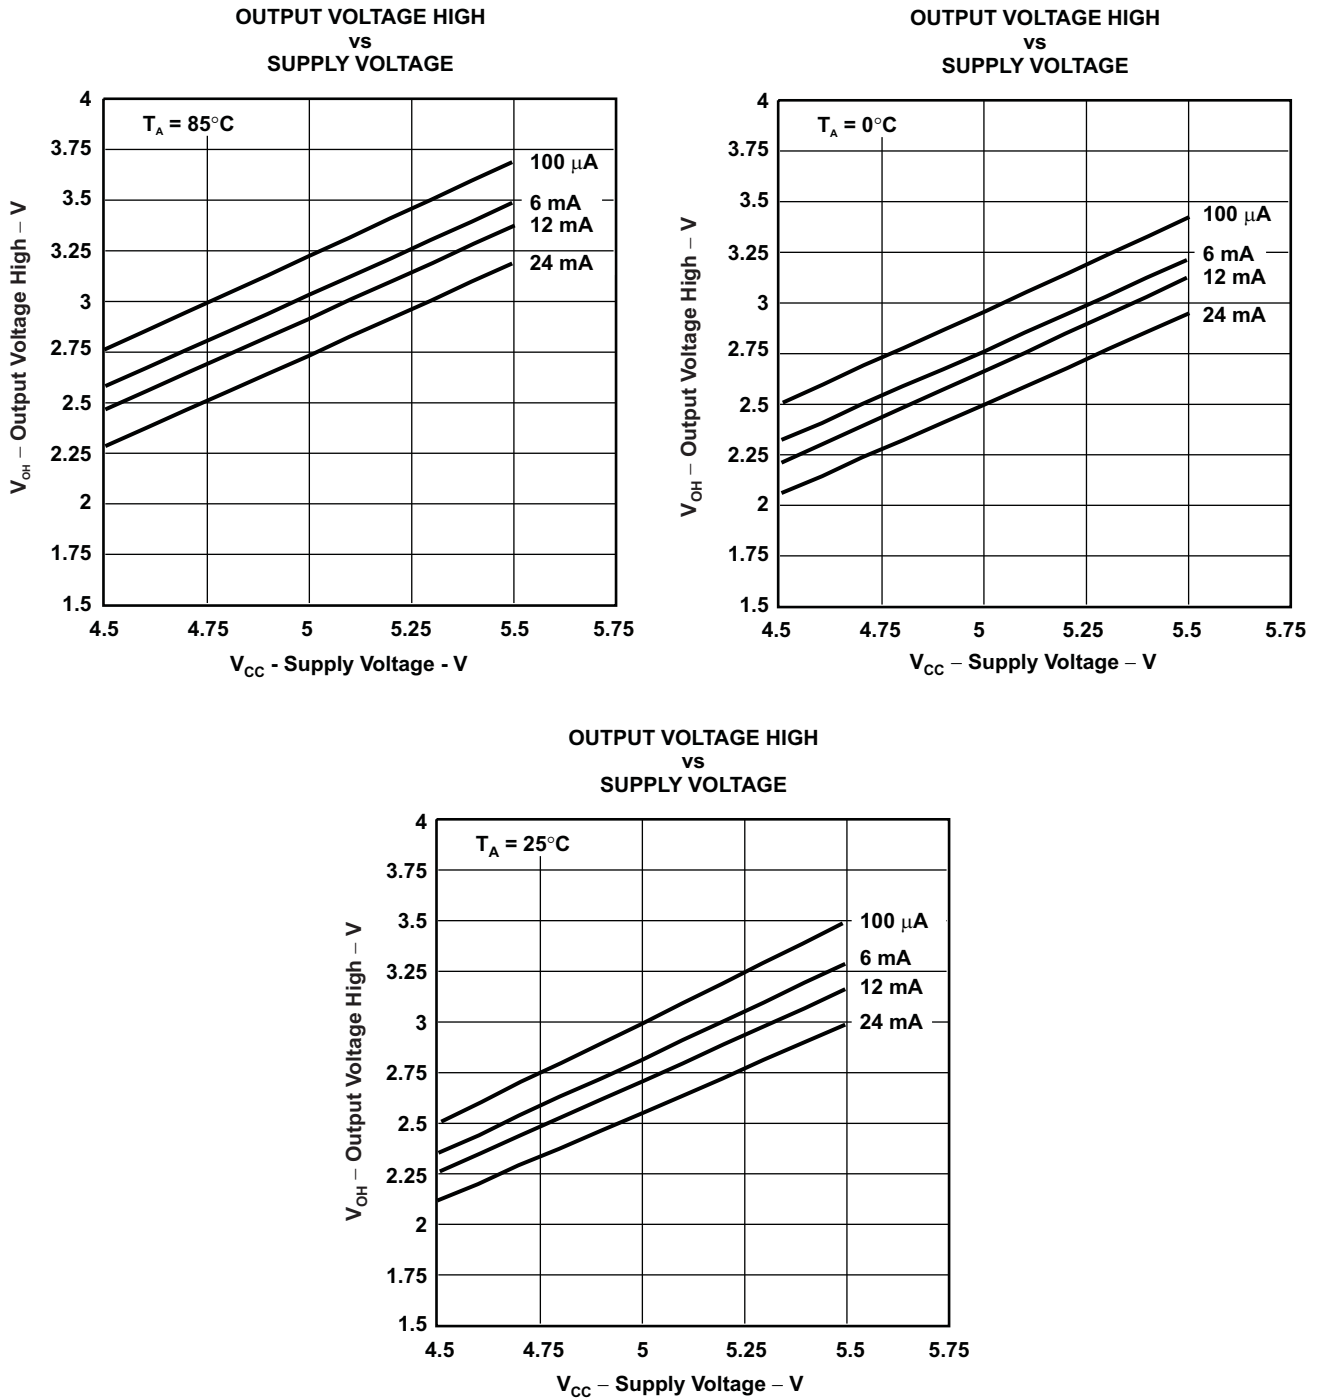 OUTPUT VOLTAGE HIGH
vs
SUPPLY VOLTAGE
4
3.75
3.5
3.25
3
2.75
2.5
2.25
2
1.75
1.5
T_A = 85°C
100 μA
6 mA
12 mA
24 mA
V_OH – Output Voltage High – V
4.5 4.75 5 5.25 5.5 5.75
V_CC - Supply Voltage - V
OUTPUT VOLTAGE HIGH
vs
SUPPLY VOLTAGE
4
3.75
3.5
3.25
3
2.75
2.5
2.25
2
1.75
1.5
T_A = 0°C
100 μA
6 mA
12 mA
24 mA
V_OH – Output Voltage High – V
4.5 4.75 5 5.25 5.5 5.75
V_CC – Supply Voltage – V
OUTPUT VOLTAGE HIGH
vs
SUPPLY VOLTAGE
4
3.75
3.5
3.25
3
2.75
2.5
2.25
2
1.75
1.5
T_A = 25°C
100 μA
6 mA
12 mA
24 mA
V_OH – Output Voltage High – V
4.5 4.75 5 5.25 5.5 5.75
V_CC – Supply Voltage – V